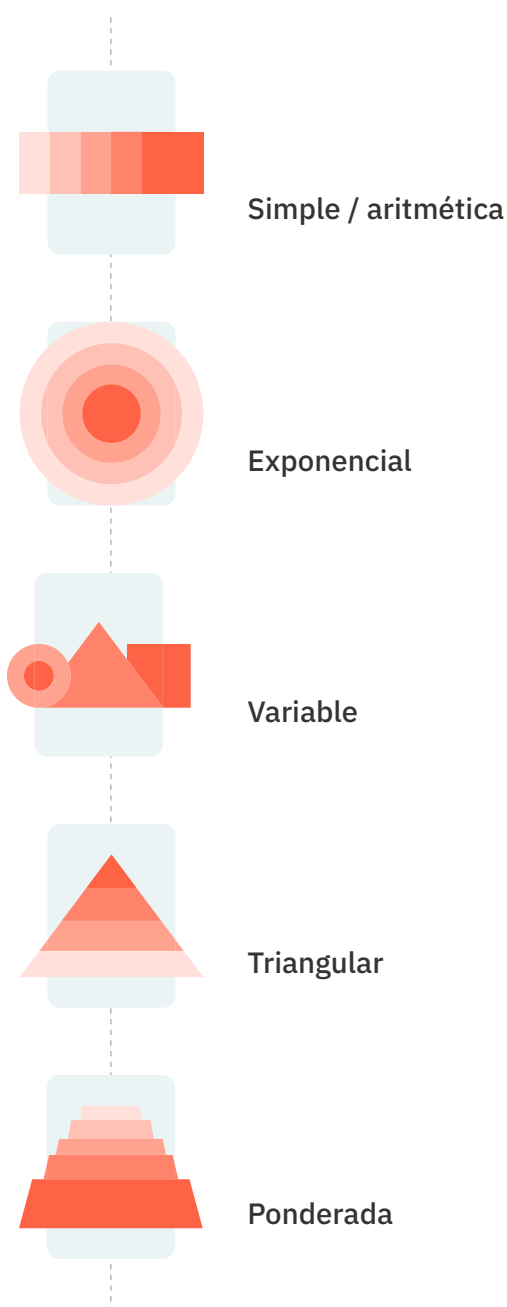 Simple / aritmética
Exponencial
Variable
Triangular
Ponderada